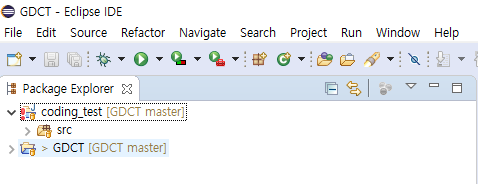 GDCT - Eclipse IDE
File Edit Source Refactor Navigate Search Project Run Window Help
Package Explorer
coding_test [GDCT master]
src
> GDCT [GDCT master]